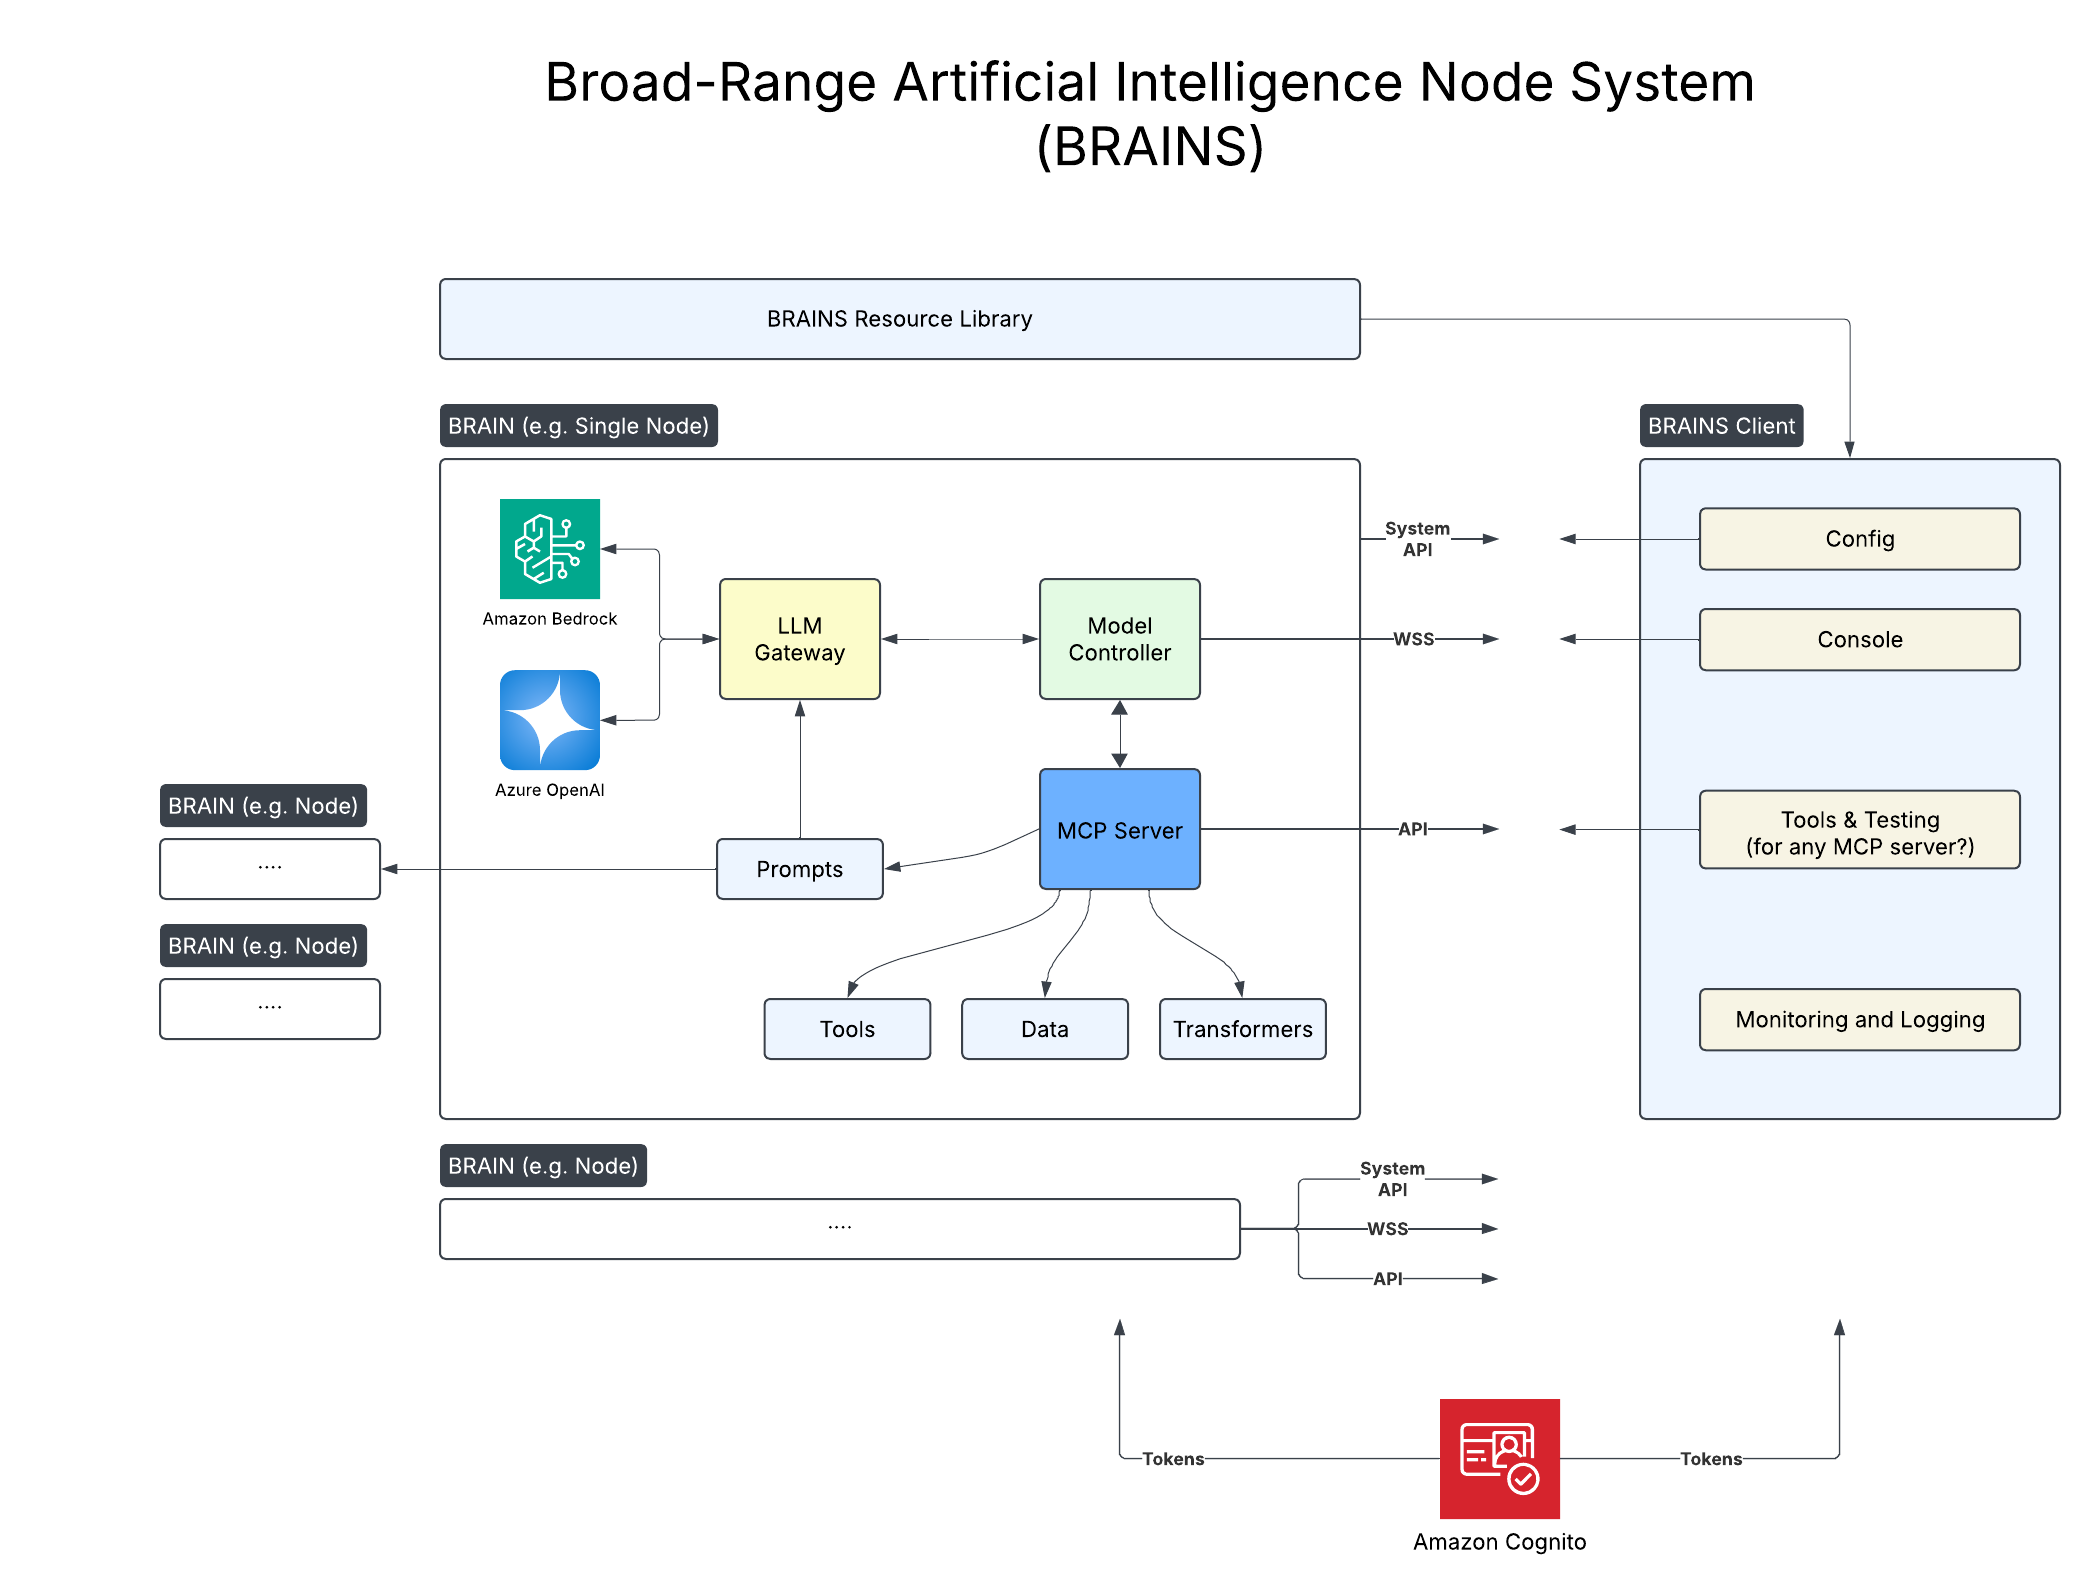 Broad-Range Artificial Intelligence Node System
(BRAINS)
BRAINS Resource Library
BRAIN (e.g. Single Node)
BRAINS Client
Amazon Bedrock
Azure OpenAI
LLM
Gateway
Model
Controller
MCP Server
Prompts
Tools
Data
Transformers
System
API
WSS
API
Config
Console
Tools & Testing
(for any MCP server?)
Monitoring and Logging
BRAIN (e.g. Node)
....
BRAIN (e.g. Node)
....
BRAIN (e.g. Node)
....
System
API
WSS
API
Tokens
Tokens
Amazon Cognito